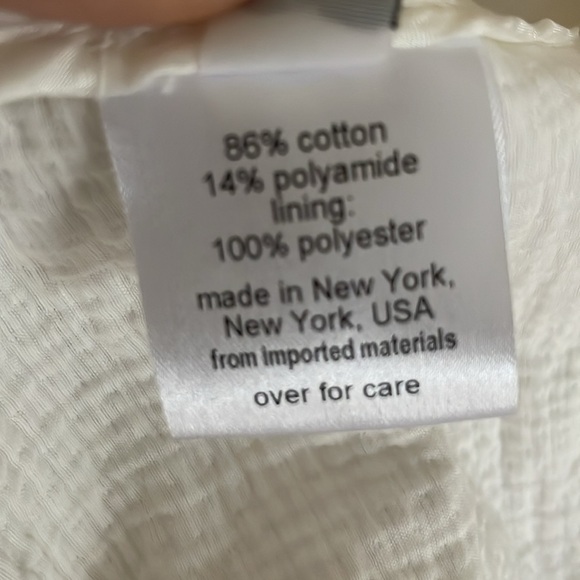 86% cotton
14% polyamide
lining:
100% polyester
made in New York,
New York, USA
from imported materials
over for care